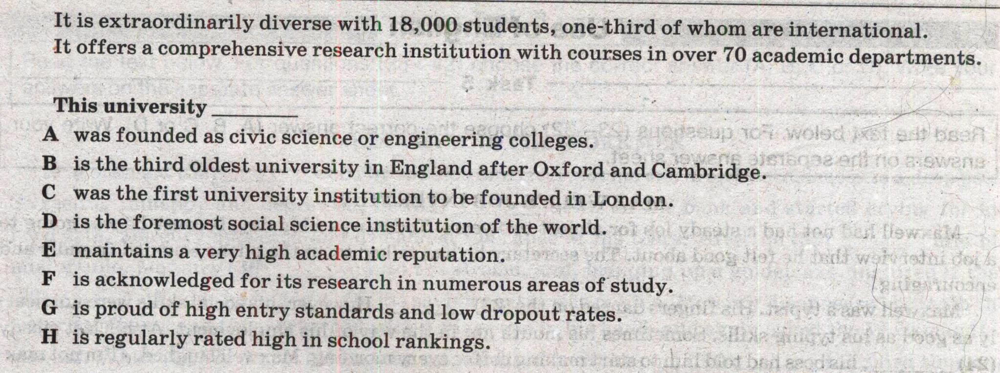 It is extraordinarily diverse with 18,000 students, one-third of whom are international.
It offers a comprehensive research institution with courses in over 70 academic departments.
This university ________
A was founded as civic science or engineering colleges.
B is the third oldest university in England after Oxford and Cambridge.
C was the first university institution to be founded in London.
D is the foremost social science institution of the world.
E maintains a very high academic reputation.
F is acknowledged for its research in numerous areas of study.
G is proud of high entry standards and low dropout rates.
H is regularly rated high in school rankings.